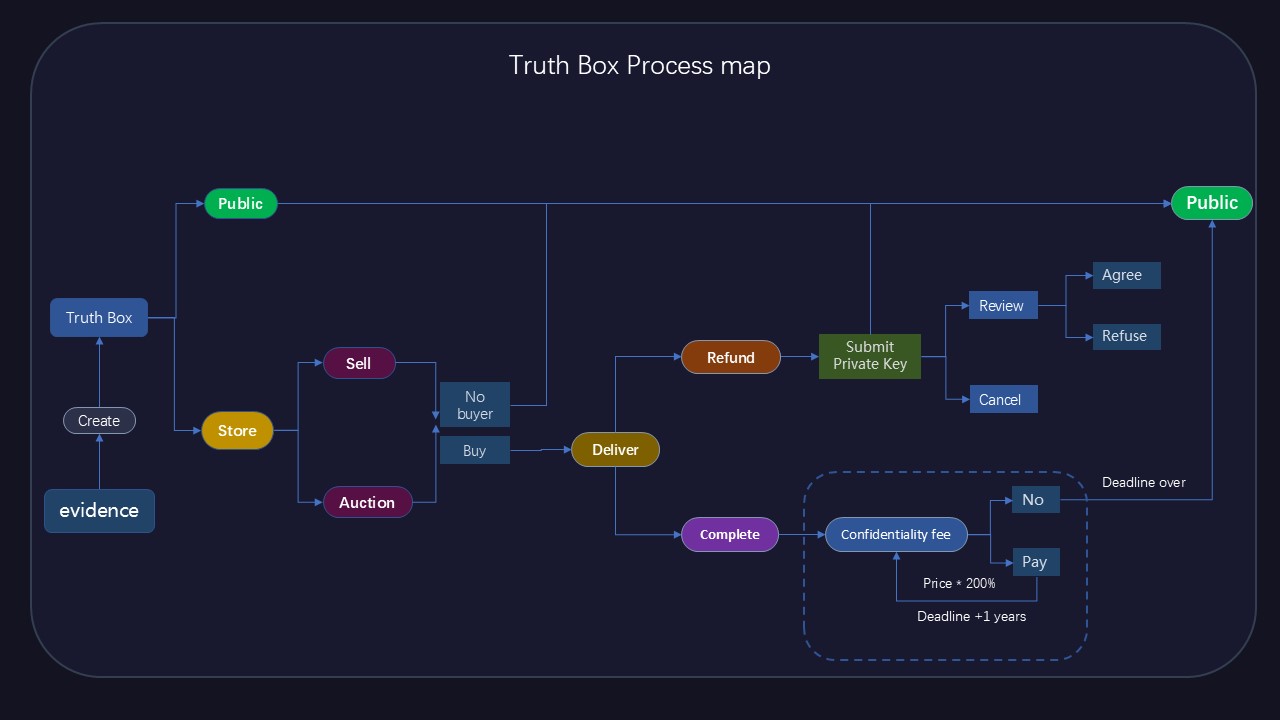 Truth Box Process map
Public
Public
Agree
Truth Box
Review
Refuse
Submit
Private Key
Refund
Sell
No
buyer
Cancel
Create
Store
Buy
Deliver
Deadline over
Auction
No
evidence
Complete
Confidentiality fee
Pay
Price * 200%
Deadline +1 years